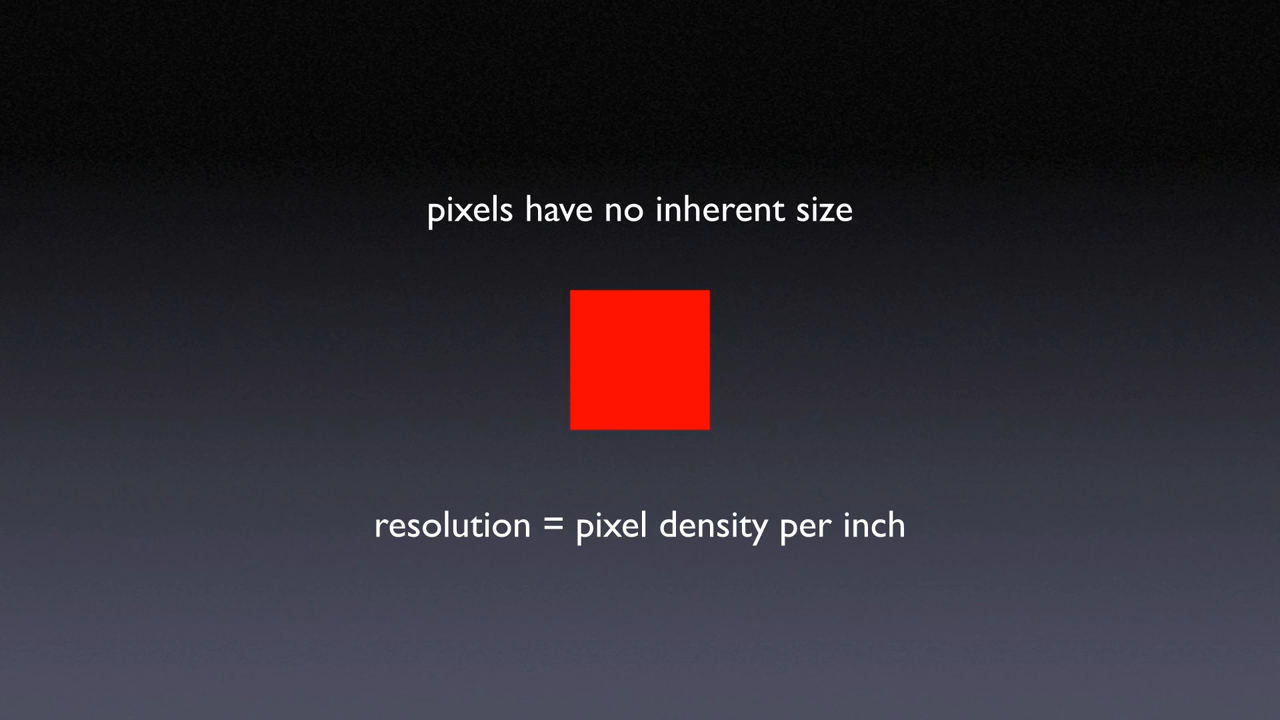 pixels have no inherent size
resolution = pixel density per inch